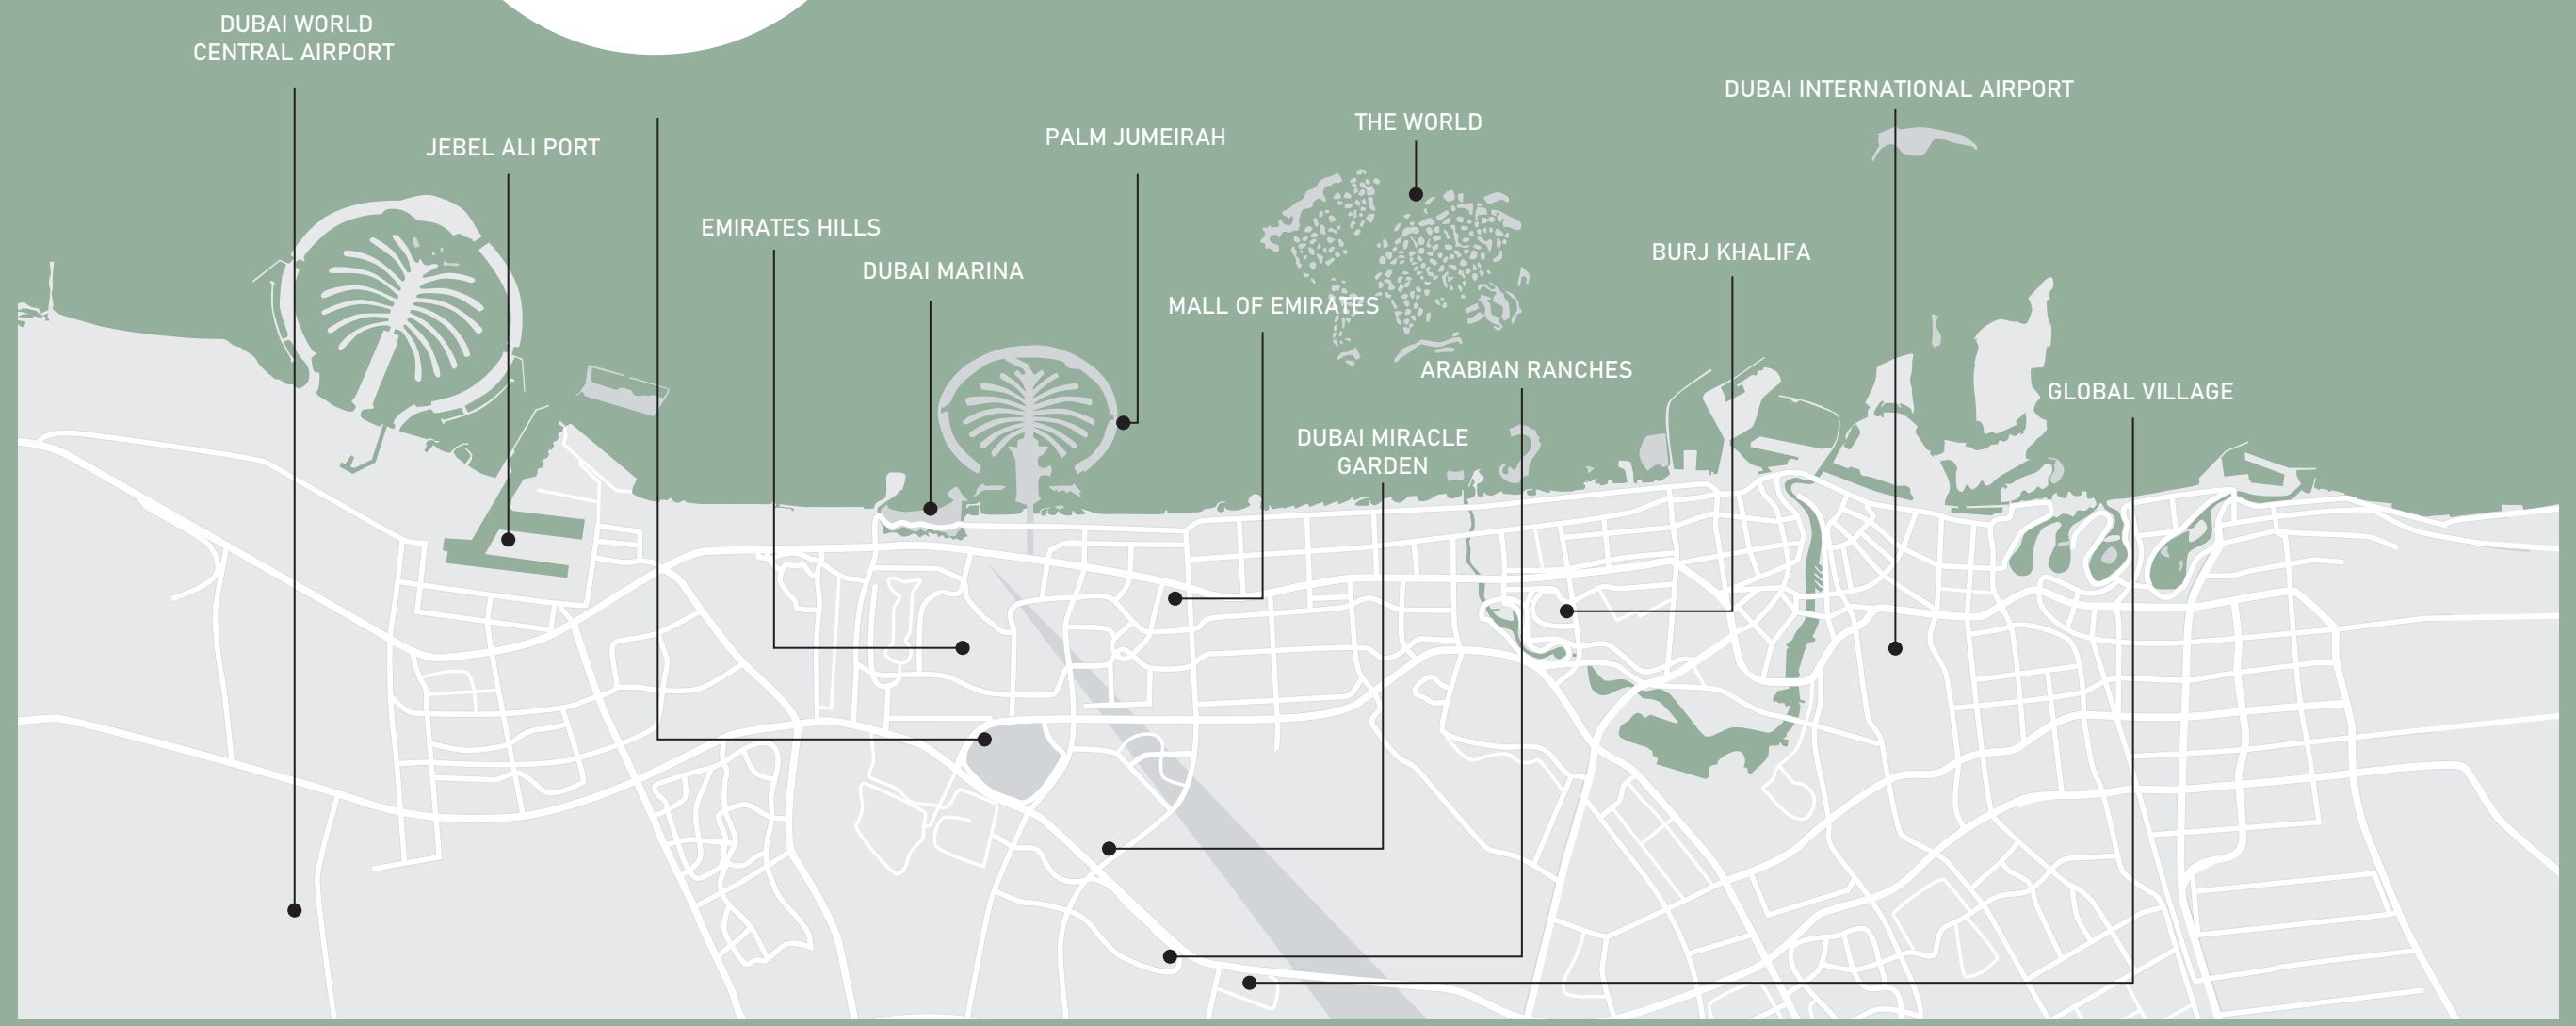 DUBAI WORLD
CENTRAL AIRPORT
JEBEL ALI PORT
EMIRATES HILLS
DUBAI MARINA
PALM JUMEIRAH
THE WORLD
MALL OF EMIRATES
DUBAI MIRACLE
GARDEN
ARABIAN RANCHES
BURJ KHALIFA
DUBAI INTERNATIONAL AIRPORT
GLOBAL VILLAGE